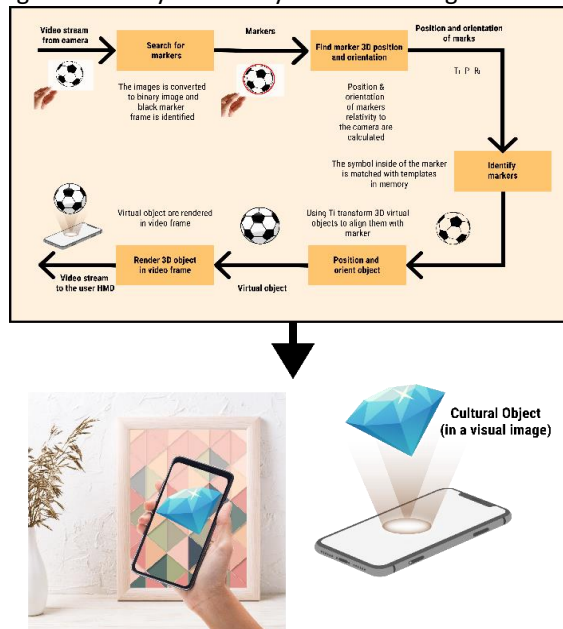 Video stream
from camera
Search for
markers
Markers
Find marker 3D position
and orientation
Position and orientation
of marks
The images is converted
to binary image and
black marker
frame is identified
Position &
orientation
of markers
relativity to
the camera are
calculated
The symbol inside of the marker
is matched with templates
in memory
Identify
markers
Virtual object are rendered
in video frame
Using Ti transform 3D virtual
objects to align them with
marker
Render 3D object
in video frame
Position and
orient object
Video stream
to the user HMD
Virtual object
Cultural Object
(in a visual image)